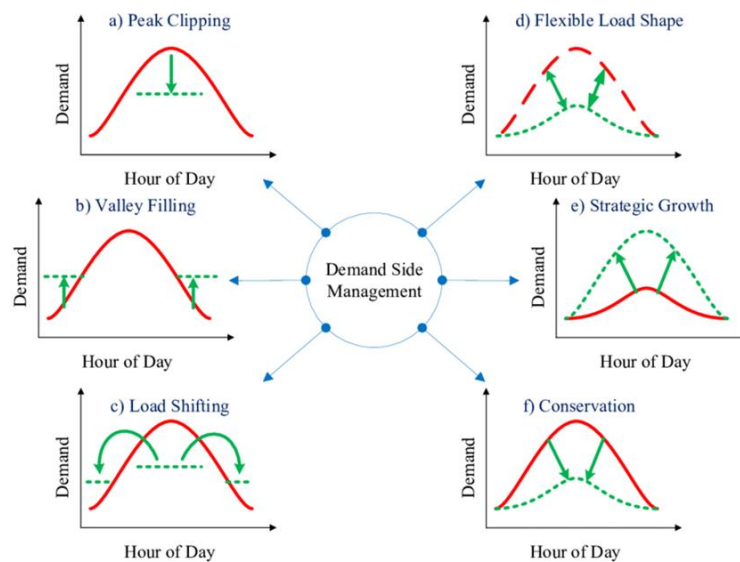 a) Peak Clipping
Demand
Hour of Day
b) Valley Filling
Demand
Hour of Day
c) Load Shifting
Demand
Hour of Day
Demand Side
Management
d) Flexible Load Shape
Demand
Hour of Day
e) Strategic Growth
Demand
Hour of Day
f) Conservation
Demand
Hour of Day